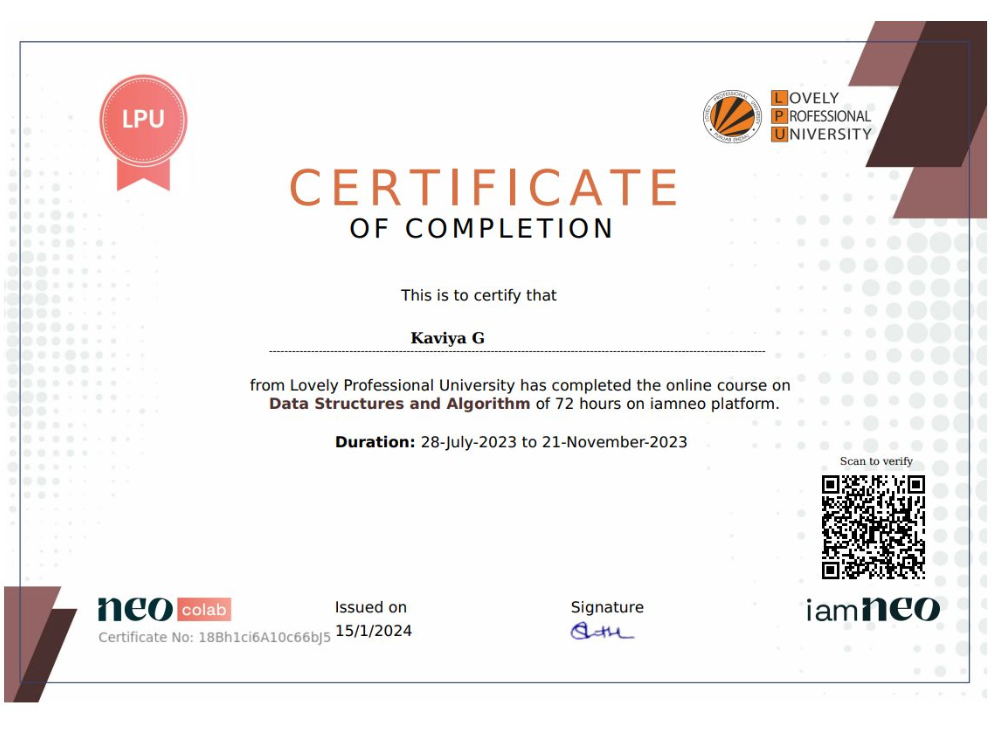 LPU
LOVELY
PROFESSIONAL
UNIVERSITY
CERTIFICATE
OF COMPLETION
This is to certify that
Kaviya G
from Lovely Professional University has completed the online course on
Data Structures and Algorithm of 72 hours on iamneo platform.
Duration: 28-July-2023 to 21-November-2023
Scan to verify
neo colab
Certificate No: 18Bh1ci6A10c66bj5
Issued on
15/1/2024
Signature
iamneo